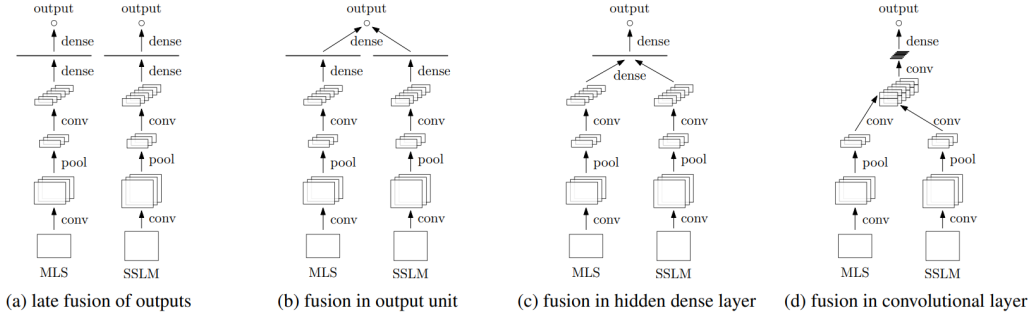 output
output
dense
dense
dense
dense
conv
conv
pool
pool
conv
conv
MLS
SSLM
(a) late fusion of outputs
output
dense
dense
dense
conv
conv
pool
pool
conv
conv
MLS
SSLM
(b) fusion in output unit
output
dense
dense
conv
conv
pool
pool
conv
conv
MLS
SSLM
(c) fusion in hidden dense layer
output
dense
conv
conv
conv
pool
pool
conv
conv
MLS
SSLM
(d) fusion in convolutional layer